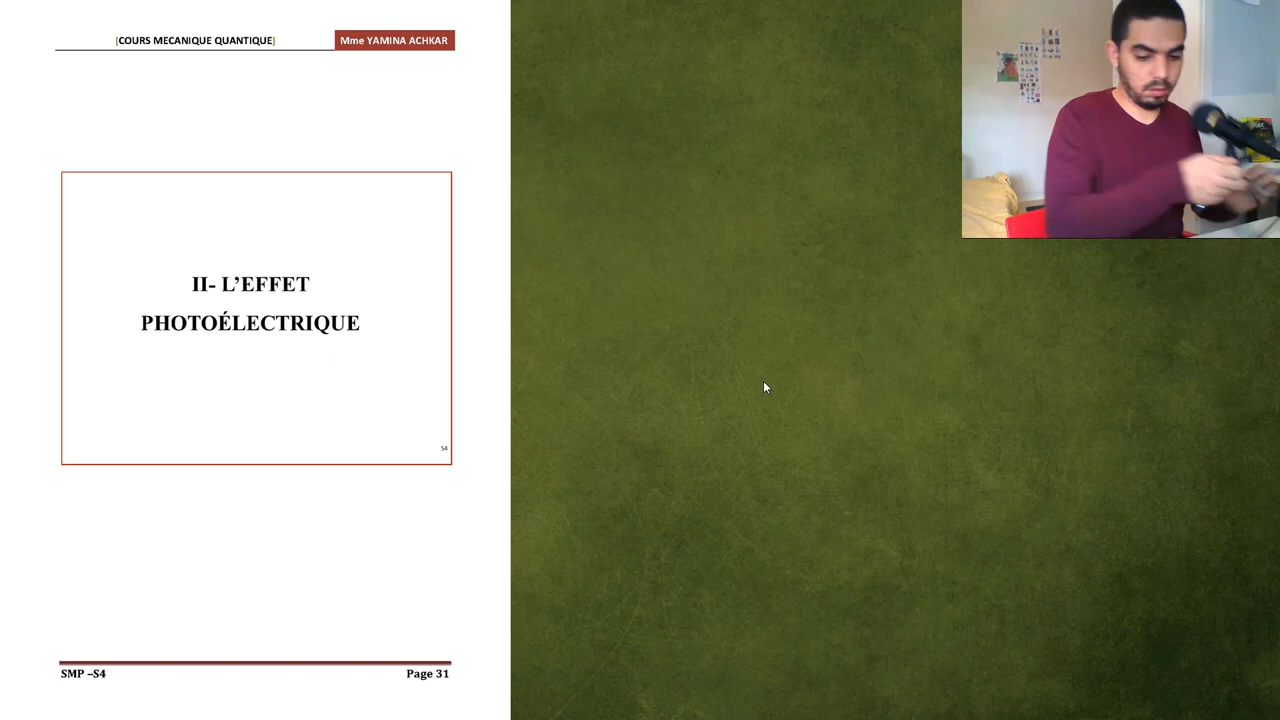 [COURS MECANIQUE QUANTIQUE] Mme YAMINA ACHKAR
II- L’EFFET
PHOTOÉLECTRIQUE
54
SMP –S4 Page 31